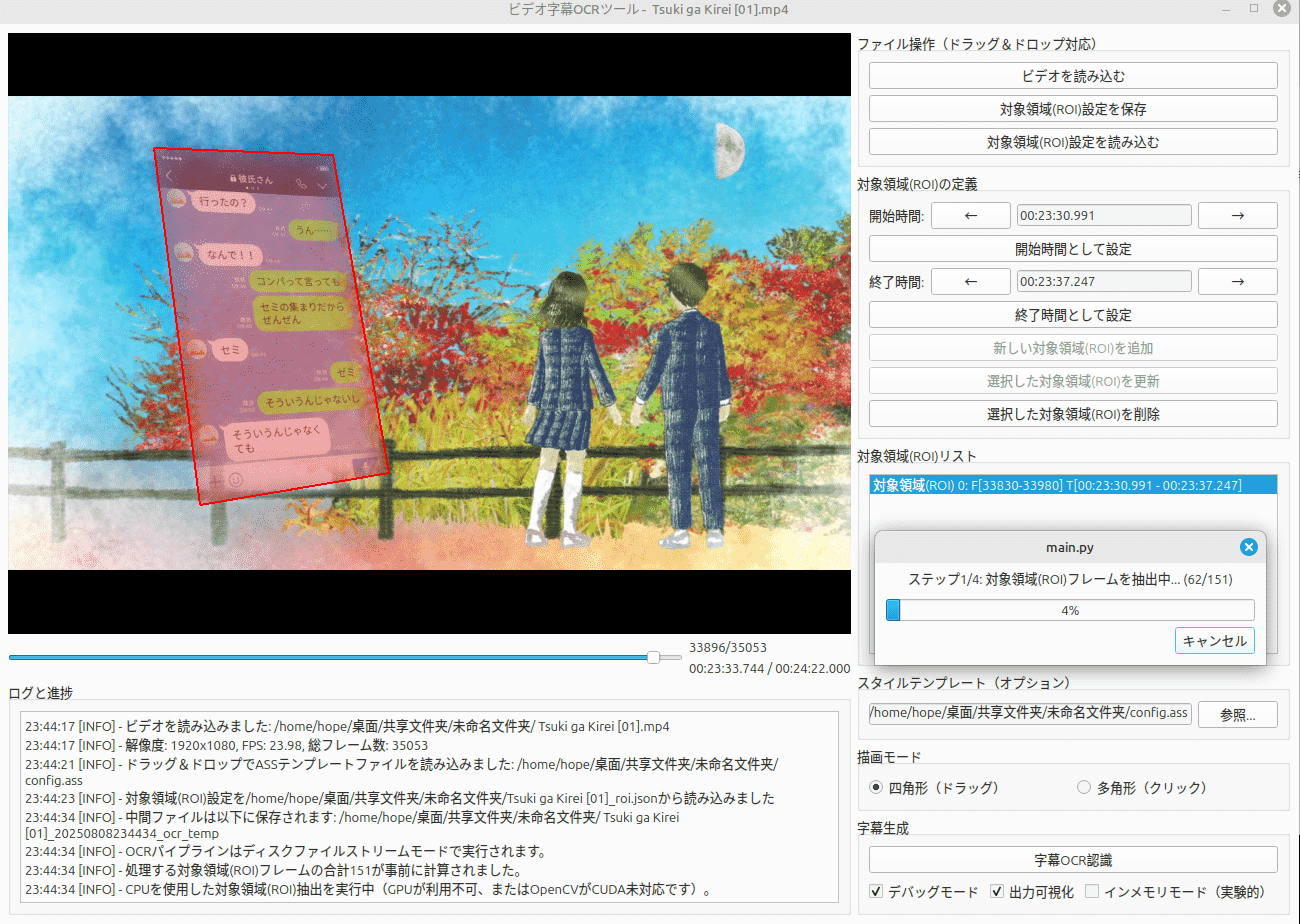 ビデオ字幕OCRツール - Tsuki ga Kirei [01].mp4
彼氏さん
行ったの？
うん……
なんで！！
コンパって言っても
セミの集まりだから
ぜんぜん
セミ
ゼミ
そういうんじゃないし
そういうんじゃなく
ても
33896/35053
00:23:33.744 / 00:24:22.000
ログと進捗
23:44:17 [INFO] - ビデオを読み込みました: /home/hope/桌面/共享文件夹/未命名文件夹/ Tsuki ga Kirei [01].mp4
23:44:17 [INFO] - 解像度: 1920x1080, FPS: 23.98, 総フレーム数: 35053
23:44:21 [INFO] - ドラッグ＆ドロップでASSテンプレートファイルを読み込みました: /home/hope/桌面/共享文件夹/未命名文件夹/
config.ass
23:44:23 [INFO] - 対象領域(ROI)設定を/home/hope/桌面/共享文件夹/未命名文件夹/Tsuki ga Kirei [01]_roi.jsonから読み込みました
23:44:34 [INFO] - 中間ファイルは以下に保存されます: /home/hope/桌面/共享文件夹/未命名文件夹/ Tsuki ga Kirei
[01]_20250808234434_ocr_temp
23:44:34 [INFO] - OCRパイプラインはディスクファイルストリームモードで実行されます。
23:44:34 [INFO] - 処理する対象領域(ROI)フレームの合計151が事前に計算されました。
23:44:34 [INFO] - CPUを使用した対象領域(ROI)抽出を実行中（GPUが利用不可、またはOpenCVがCUDA未対応です）。
ファイル操作（ドラッグ＆ドロップ対応）
ビデオを読み込む
対象領域(ROI)設定を保存
対象領域(ROI)設定を読み込む
対象領域(ROI)の定義
開始時間: ← 00:23:30.991 →
開始時間として設定
終了時間: ← 00:23:37.247 →
終了時間として設定
新しい対象領域(ROI)を追加
選択した対象領域(ROI)を更新
選択した対象領域(ROI)を削除
対象領域(ROI)リスト
対象領域(ROI) 0: F[33830-33980] T[00:23:30.991 - 00:23:37.247]
main.py
ステップ1/4: 対象領域(ROI)フレームを抽出中... (62/151)
4%
キャンセル
スタイルテンプレート（オプション）
/home/hope/桌面/共享文件夹/未命名文件夹/config.ass 参照...
描画モード
四角形（ドラッグ） 多角形（クリック）
字幕生成
字幕OCR認識
デバッグモード 出力可視化 インメモリモード（実験的）